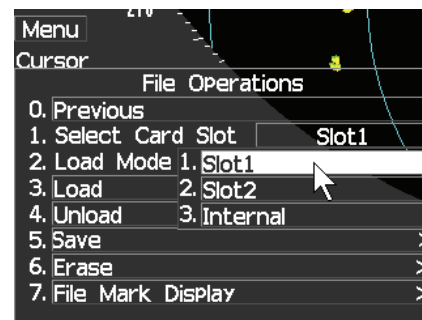 Menu
Cursor
File Operations
0. Previous
1. Select Card Slot Slot1
2. Load Mode 1. Slot1
3. Load 2. Slot2
4. Unload 3. Internal
5. Save >
6. Erase >
7. File Mark Display >